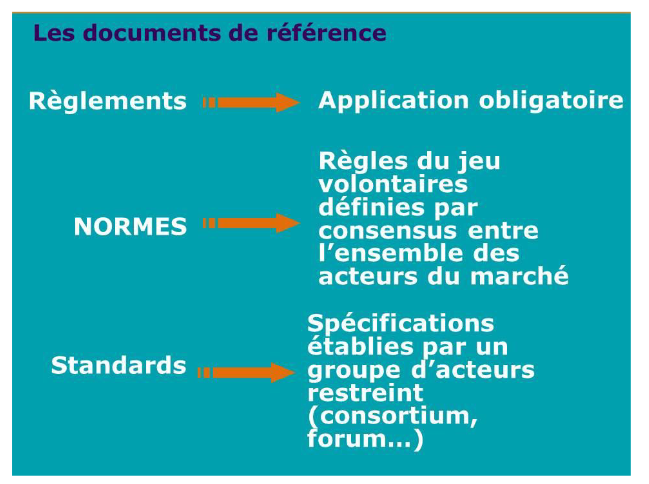 Les documents de référence
Règlements
Application obligatoire
NORMES
Règles du jeu
volontaires
définies par
consensus entre
l’ensemble des
acteurs du marché
Standards
Spécifications
établies par un
groupe d’acteurs
restreint
(consortium,
forum…)